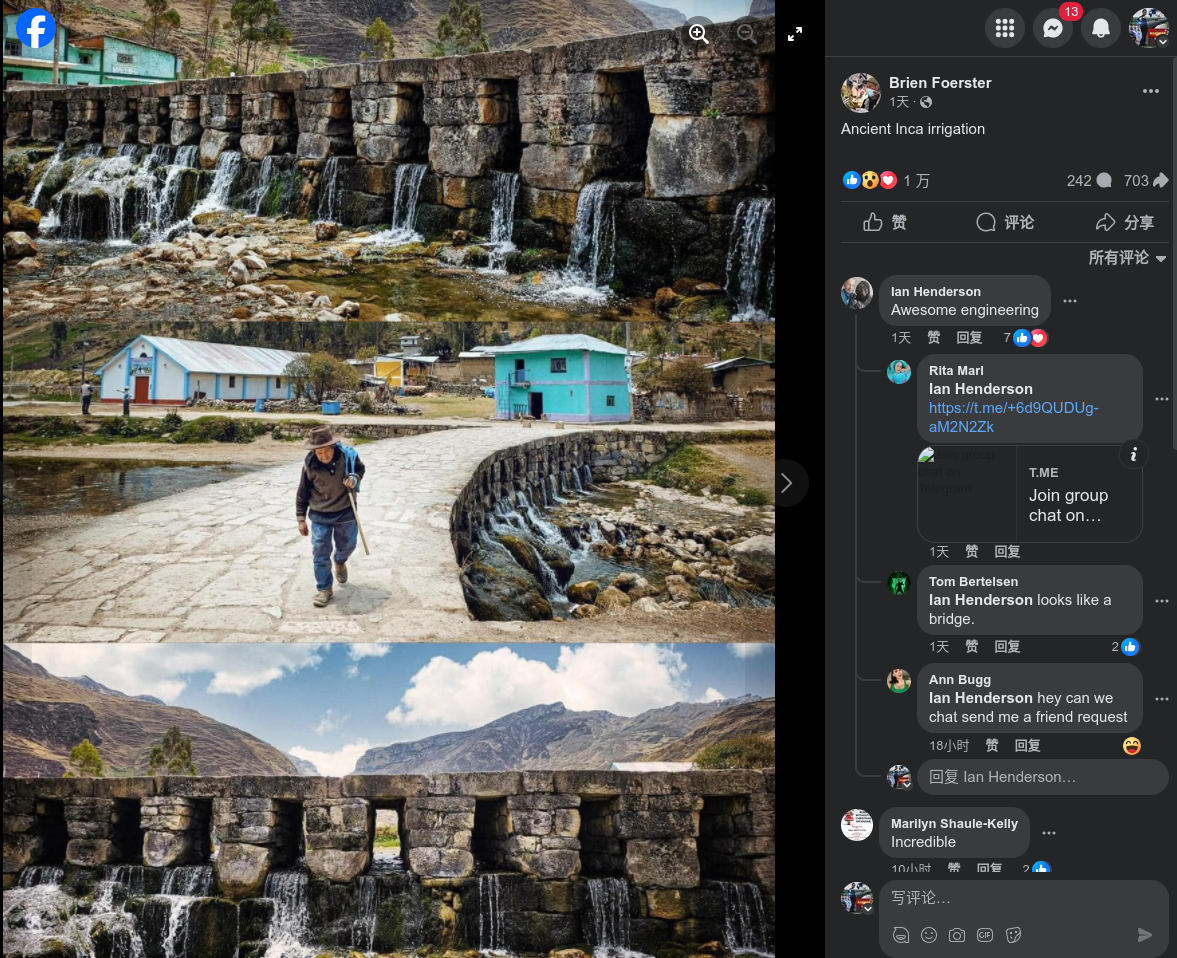 13
Brien Foerster
1天 ·
Ancient Inca irrigation
1 万
242
703
赞
评论
分享
所有评论
Ian Henderson
Awesome engineering
1天 赞 回复 7
Rita Marl
Ian Henderson
https://t.me/+6d9QUDUg-
aM2N2Zk
T.ME
Join group
chat on…
1天 赞 回复
Tom Bertelsen
Ian Henderson looks like a
bridge.
1天 赞 回复 2
Ann Bugg
Ian Henderson hey can we
chat send me a friend request
18小时 赞 回复
回复 Ian Henderson…
Marilyn Shaule-Kelly
Incredible
10小时 赞 回复 2
写评论…
GIF